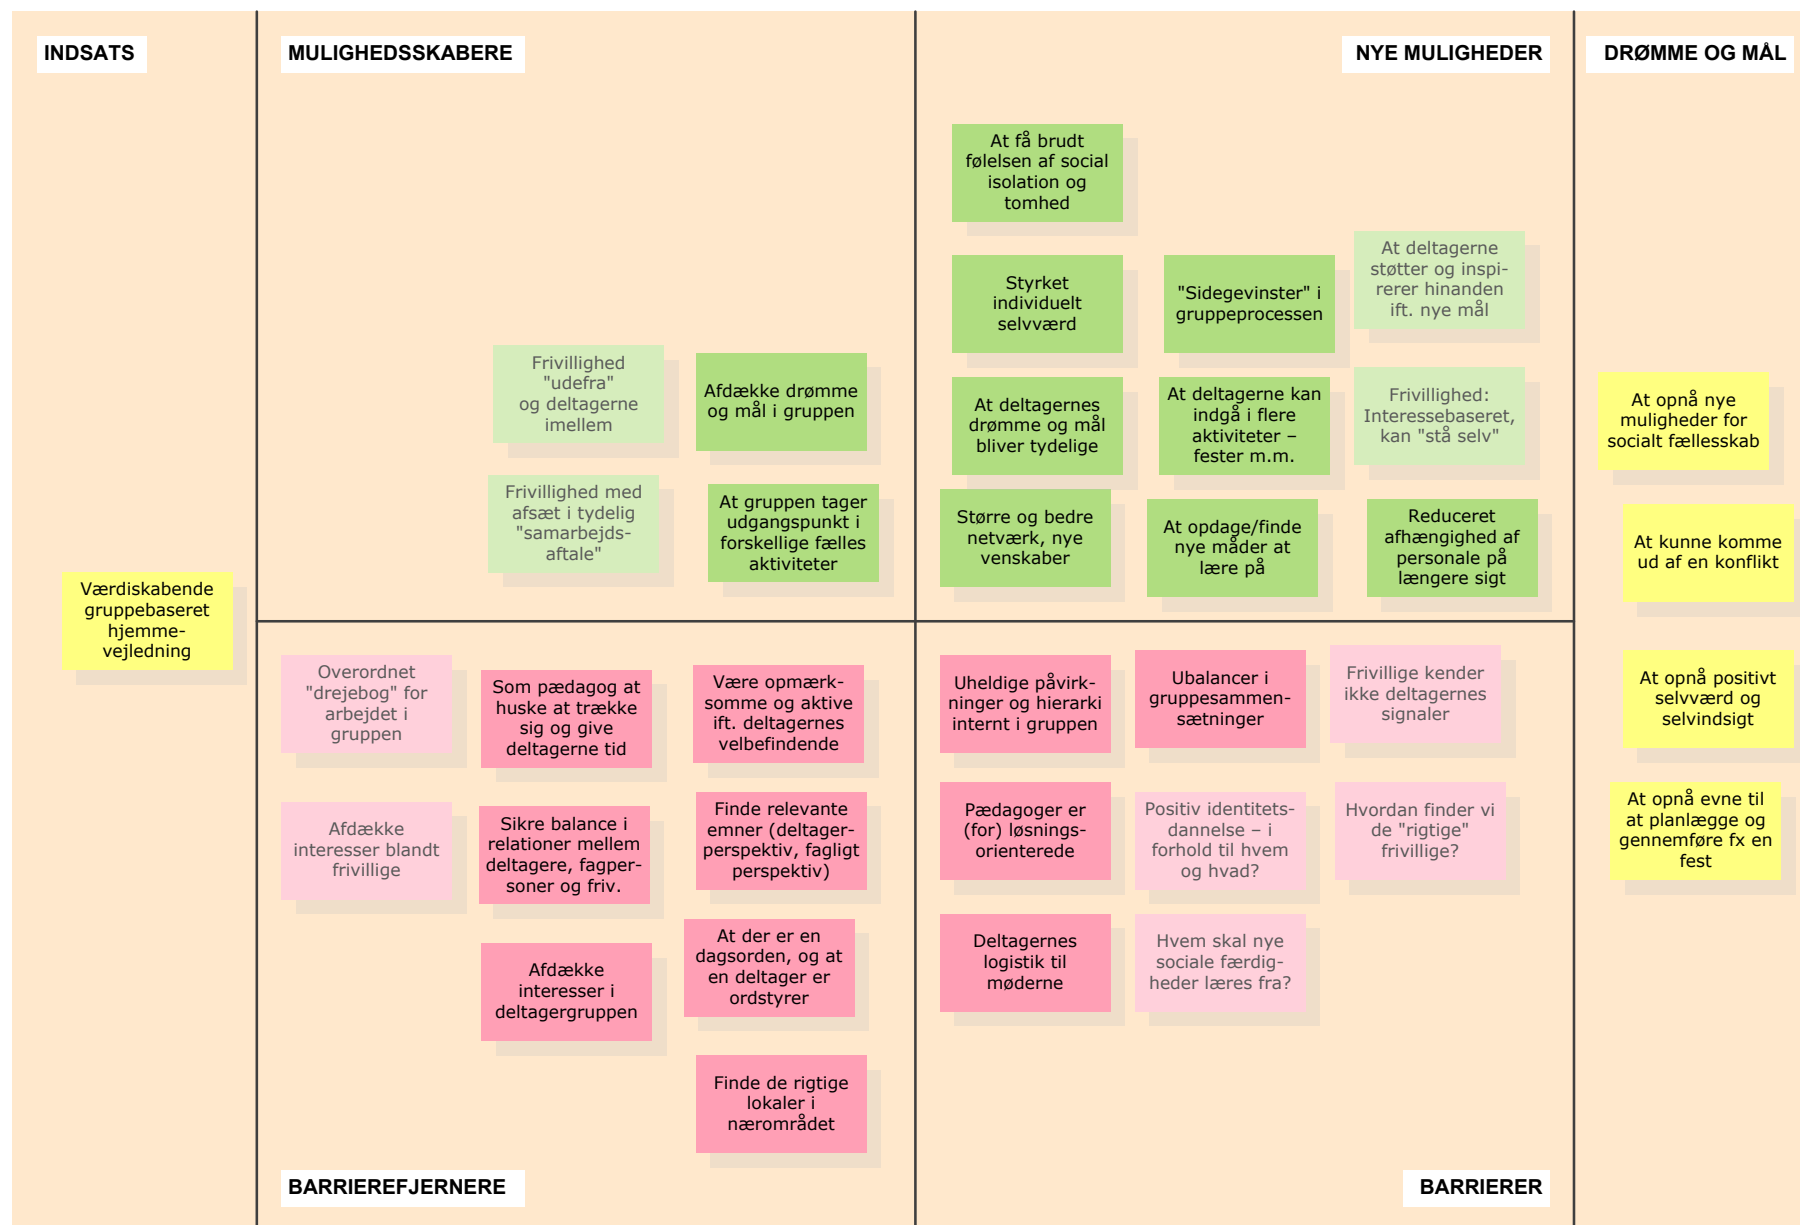 INDSATS
Værdiskabende
gruppebaseret
hjemme-
vejledning
MULIGHEDSSKABERE
Frivillighed
"udefra"
og deltagerne
imellem
Afdække drømme
og mål i gruppen
Frivillighed med
afsæt i tydelig
"samarbejds-
aftale"
At gruppen tager
udgangspunkt i
forskellige fælles
aktiviteter
NYE MULIGHEDER
At få brudt
følelsen af social
isolation og
tomhed
Styrket
individuelt
selvværd
"Sidegevinster" i
gruppeprocessen
At deltagerne
støtter og inspi-
rerer hinanden
ift. nye mål
At deltagernes
drømme og mål
bliver tydelige
At deltagerne kan
indgå i flere
aktiviteter –
fester m.m.
Frivillighed:
Interessebaseret,
kan "stå selv"
Større og bedre
netværk, nye
venskaber
At opdage/finde
nye måder at
lære på
Reduceret
afhængighed af
personale på
længere sigt
Overordnet
"drejebog" for
arbejdet i
gruppen
Som pædagog at
huske at trække
sig og give
deltagerne tid
Være opmærk-
somme og aktive
ift. deltagernes
velbefindende
Afdække
interesser blandt
frivillige
Sikre balance i
relationer mellem
deltagere, fagper-
soner og friv.
Finde relevante
emner (deltager-
perspektiv, fagligt
perspektiv)
Afdække
interesser i
deltagergruppen
At der er en
dagsorden, og at
en deltager er
ordstyrer
Finde de rigtige
lokaler i
nærområdet
BARRIEREFJERNERE
Uheldige påvirk-
ninger og hierarki
internt i gruppen
Ubalancer i
gruppesammen-
sætninger
Frivillige kender
ikke deltagernes
signaler
Pædagoger er
(for) løsnings-
orienterede
Positiv identitets-
dannelse – i
forhold til hvem
og hvad?
Hvordan finder vi
de "rigtige"
frivillige?
Deltagernes
logistik til
møderne
Hvem skal nye
sociale færdig-
heder læres fra?
BARRIERER
DRØMME OG MÅL
At opnå nye
muligheder for
socialt fællesskab
At kunne komme
ud af en konflikt
At opnå positivt
selvværd og
selvindsigt
At opnå evne til
at planlægge og
gennemføre fx en
fest